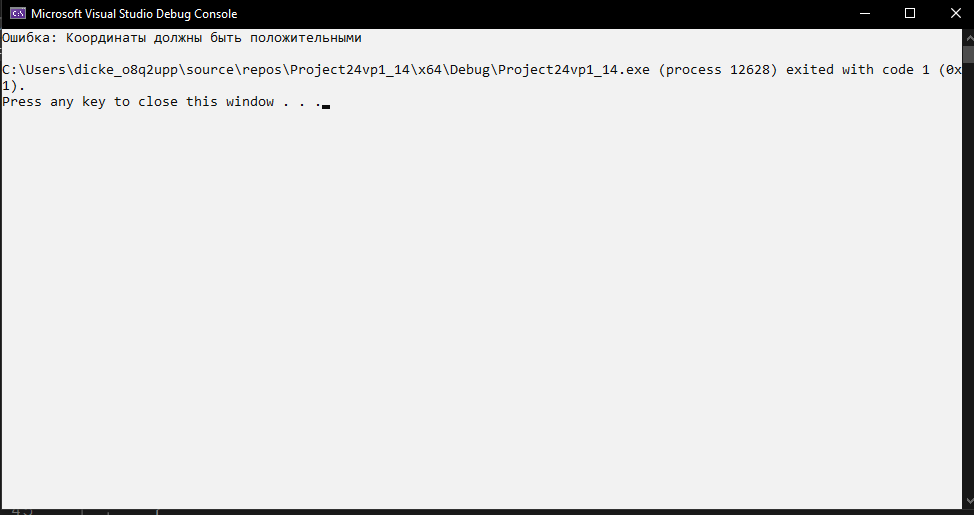 Microsoft Visual Studio Debug Console
Ошибка: Координаты должны быть положительными
C:\Users\dicke_o8q2upp\source\repos\Project24vp1_14\x64\Debug\Project24vp1_14.exe (process 12628) exited with code 1 (0x
1).
Press any key to close this window . . .